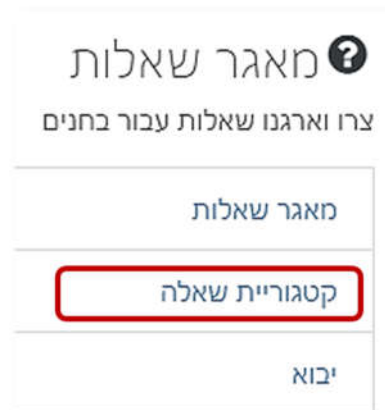 מאגר שאלות
צרו וארגנו שאלות עבור בחנים
מאגר שאלות
קטגוריית שאלה
יבוא